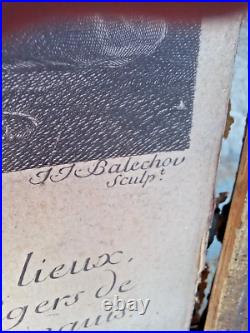 J.J. Balechou
Sculp.t
lieux,
gers de